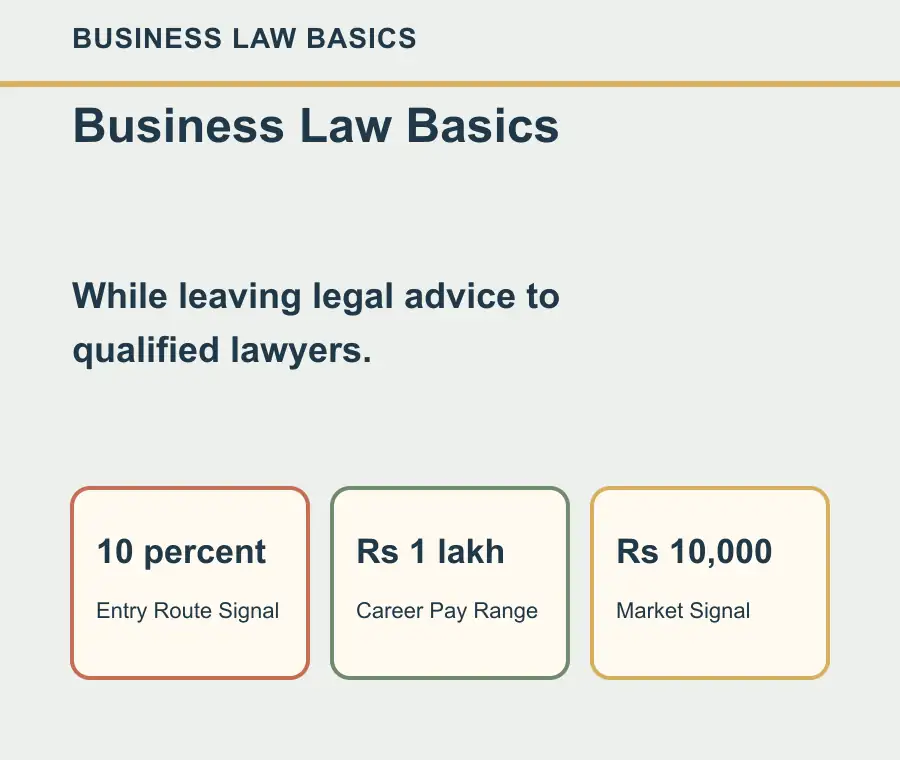 BUSINESS LAW BASICS
Business Law Basics
While leaving legal advice to
qualified lawyers.
10 percent
Entry Route Signal
Rs 1 lakh
Career Pay Range
Rs 10,000
Market Signal